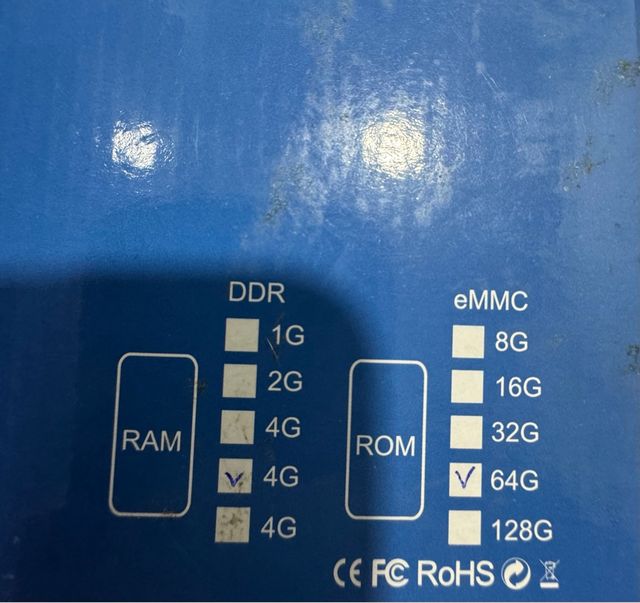 DDR
1G
2G
4G
4G
4G
RAM
eMMC
8G
16G
32G
64G
128G
ROM
CE FC RoHS